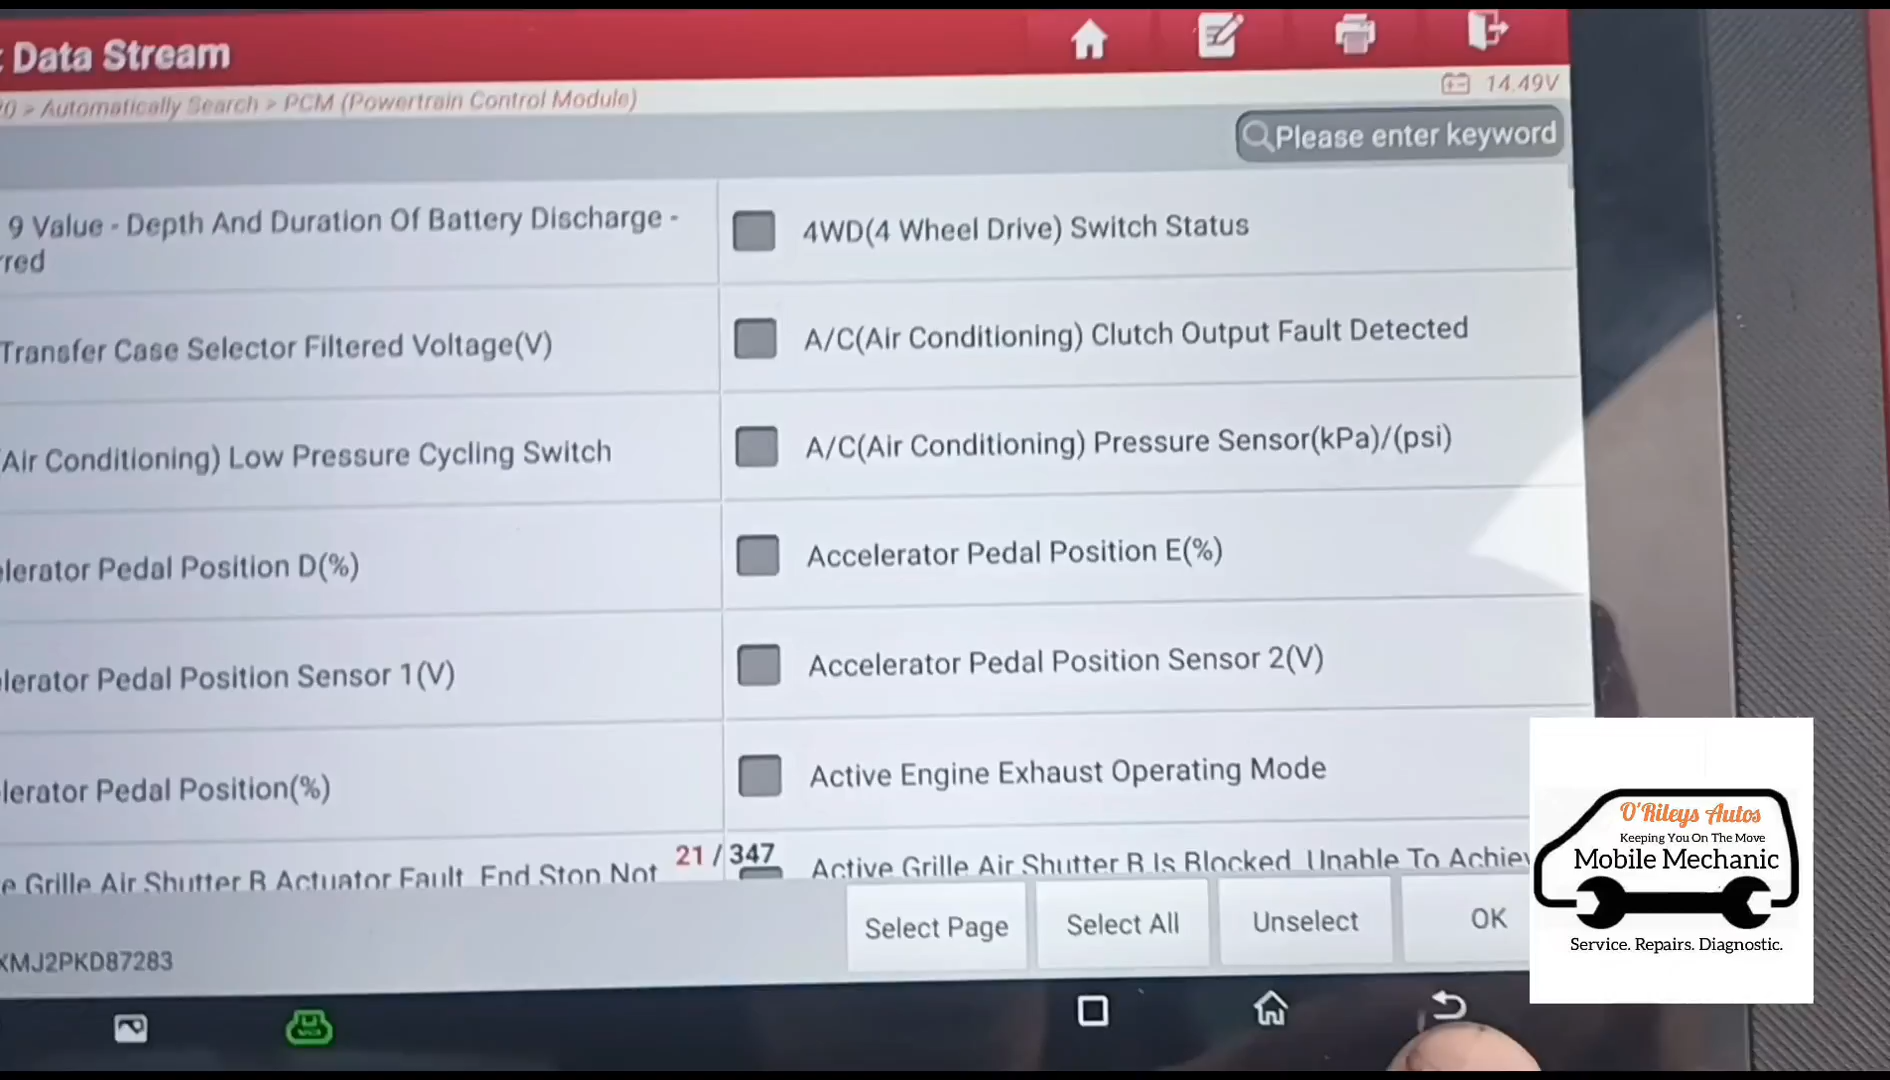 Data Stream
> Automatically Search > PCM (Powertrain Control Module)
14.49V
Please enter keyword
9 Value - Depth And Duration Of Battery Discharge -
rred
4WD(4 Wheel Drive) Switch Status
Transfer Case Selector Filtered Voltage(V)
A/C(Air Conditioning) Clutch Output Fault Detected
Air Conditioning) Low Pressure Cycling Switch
A/C(Air Conditioning) Pressure Sensor(kPa)/(psi)
lerator Pedal Position D(%)
Accelerator Pedal Position E(%)
lerator Pedal Position Sensor 1(V)
Accelerator Pedal Position Sensor 2(V)
lerator Pedal Position(%)
Active Engine Exhaust Operating Mode
e Grille Air Shutter B Actuator Fault End Stop Not
21 / 347
Active Grille Air Shutter B Is Blocked Unable To Achiev
Select Page
Select All
Unselect
OK
XMJ2PKD87283
O'Rileys Autos
Keeping You On The Move
Mobile Mechanic
Service. Repairs. Diagnostic.